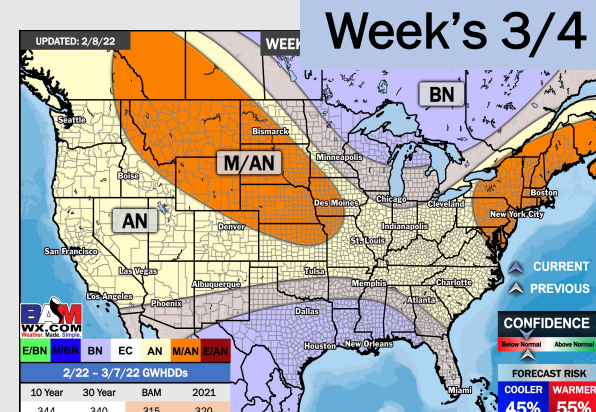 Week's 3/4
UPDATED: 2/8/22
WEEK
BN
Seattle
Bismarck
Minneapolis
M/AN
Boise
Boston
Des Moines
Chicago
Cleveland
New York City
AN
Denver
Indianapolis
St. Louis
San Francisco
Las Vegas
Tulsa
Albuquerque
Memphis
Charlotte
Los Angeles
Phoenix
Atlanta
Dallas
Houston
New Orleans
Miami
CURRENT
PREVIOUS
BAM
WX.COM
Weather. Made. Simple.
CONFIDENCE
Below Normal Above Normal
E/BN M/BN BN EC AN M/AN E/AN
2/22 – 3/7/22 GWHDDs
10 Year 30 Year BAM 2021
344 340 315 320
FORECAST RISK
COOLER WARMER
45% 55%